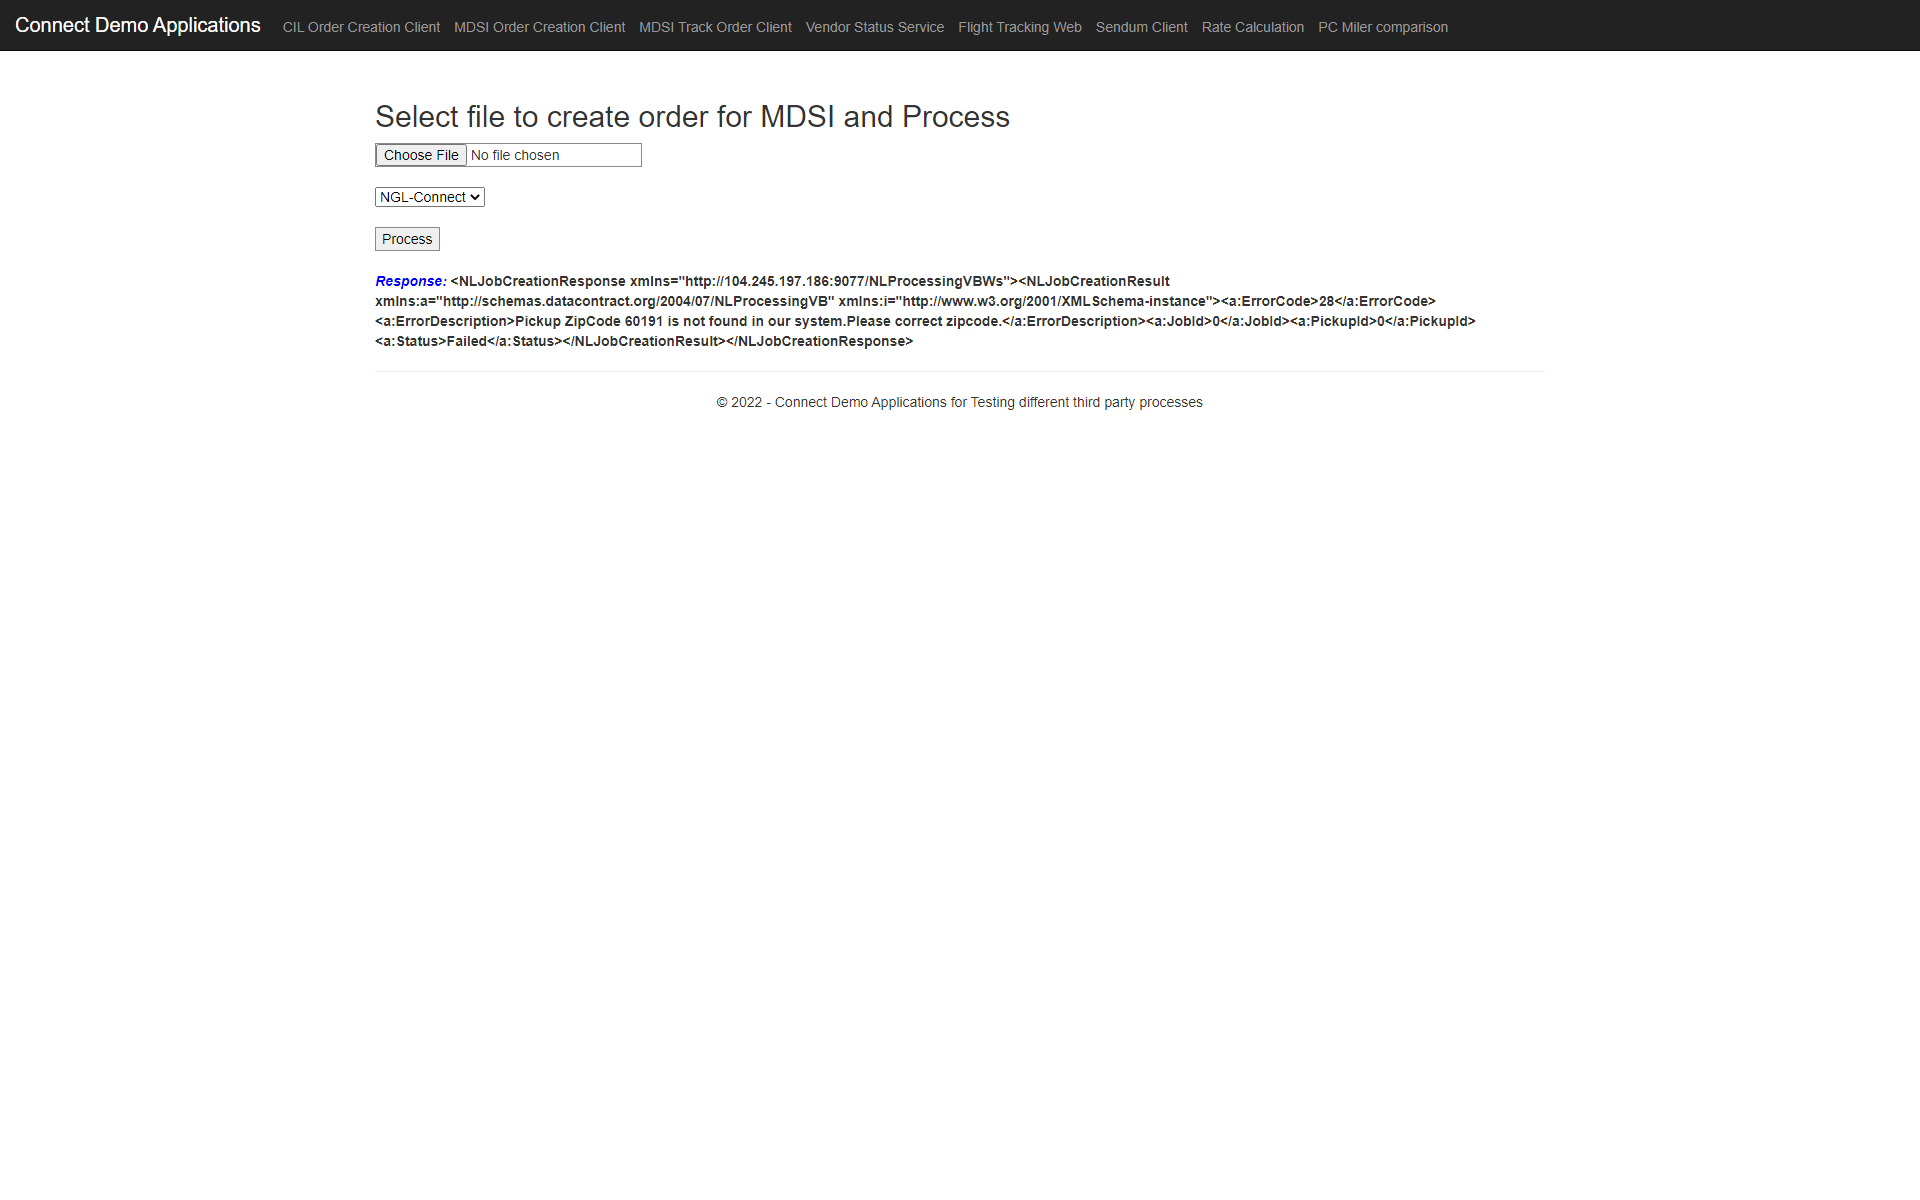 Connect Demo Applications CIL Order Creation Client MDSI Order Creation Client MDSI Track Order Client Vendor Status Service Flight Tracking Web Sendum Client Rate Calculation PC Miler comparison
Select file to create order for MDSI and Process
Choose File No file chosen
NGL-Connect
Process
Response: <NLJobCreationResponse xmlns="http://104.245.197.186:9077/NLProcessingVBWs"><NLJobCreationResult
xmlns:a="http://schemas.datacontract.org/2004/07/NLProcessingVB" xmlns:i="http://www.w3.org/2001/XMLSchema-instance"><a:ErrorCode>28</a:ErrorCode>
<a:ErrorDescription>Pickup ZipCode 60191 is not found in our system.Please correct zipcode.</a:ErrorDescription><a:JobId>0</a:JobId><a:PickupId>0</a:PickupId>
<a:Status>Failed</a:Status></NLJobCreationResult></NLJobCreationResponse>
© 2022 - Connect Demo Applications for Testing different third party processes